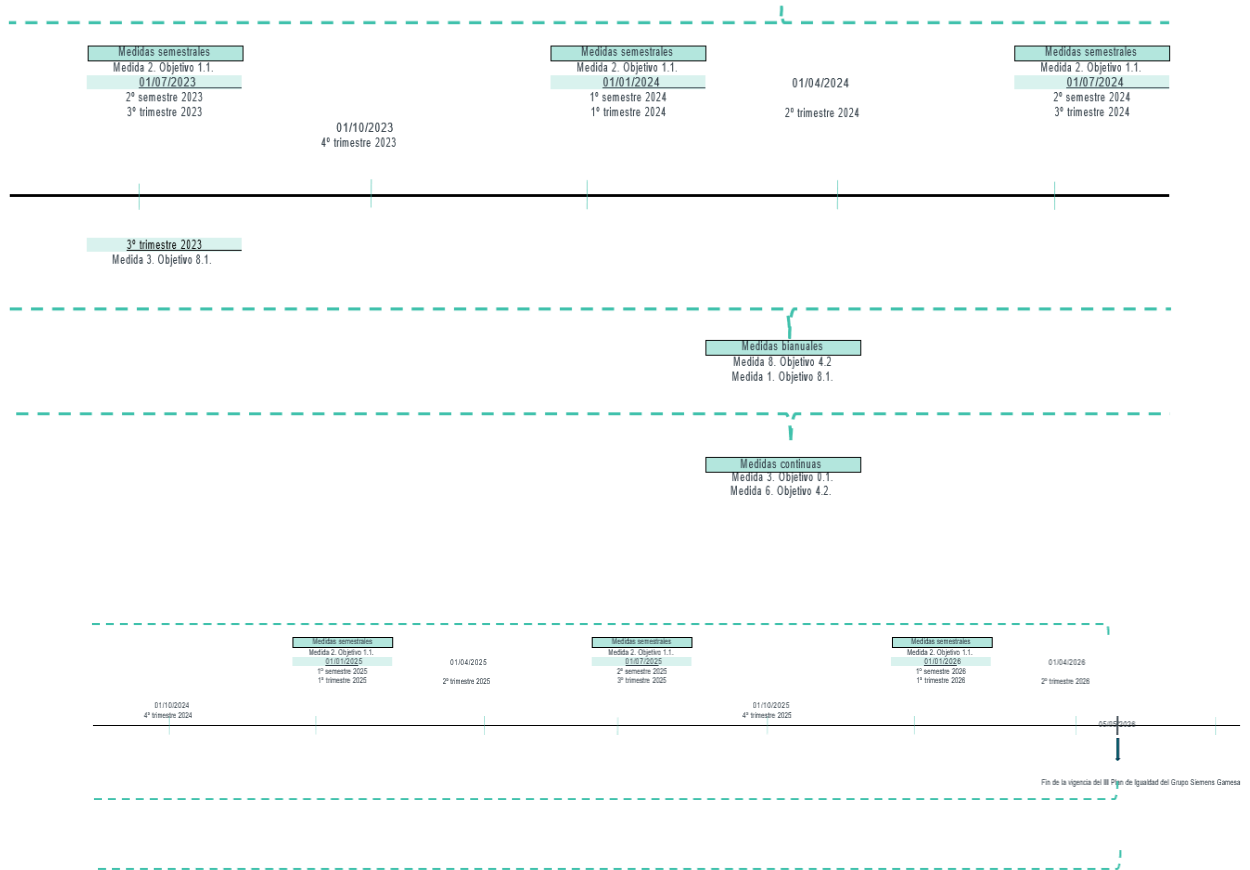 Medidas semestrales
Medida 2. Objetivo 1.1.
01/07/2023
2º semestre 2023
3º trimestre 2023
01/10/2023
4º trimestre 2023
Medidas semestrales
Medida 2. Objetivo 1.1.
01/01/2024
1º semestre 2024
1º trimestre 2024
01/04/2024
2º trimestre 2024
Medidas semestrales
Medida 2. Objetivo 1.1.
01/07/2024
2º semestre 2024
3º trimestre 2024
3º trimestre 2023
Medida 3. Objetivo 8.1.
Medidas bianuales
Medida 8. Objetivo 4.2
Medida 1. Objetivo 8.1.
Medidas continuas
Medida 3. Objetivo 0.1.
Medida 6. Objetivo 4.2.
01/10/2024
4º trimestre 2024
Medidas semestrales
Medida 2. Objetivo 1.1.
01/01/2025
1º semestre 2025
1º trimestre 2025
01/04/2025
2º trimestre 2025
Medidas semestrales
Medida 2. Objetivo 1.1.
01/07/2025
2º semestre 2025
3º trimestre 2025
01/10/2025
4º trimestre 2025
Medidas semestrales
Medida 2. Objetivo 1.1.
01/01/2026
1º semestre 2026
1º trimestre 2026
01/04/2026
2º trimestre 2026
05/05/2026
Fin de la vigencia del III Plan de Igualdad del Grupo Siemens Gamesa